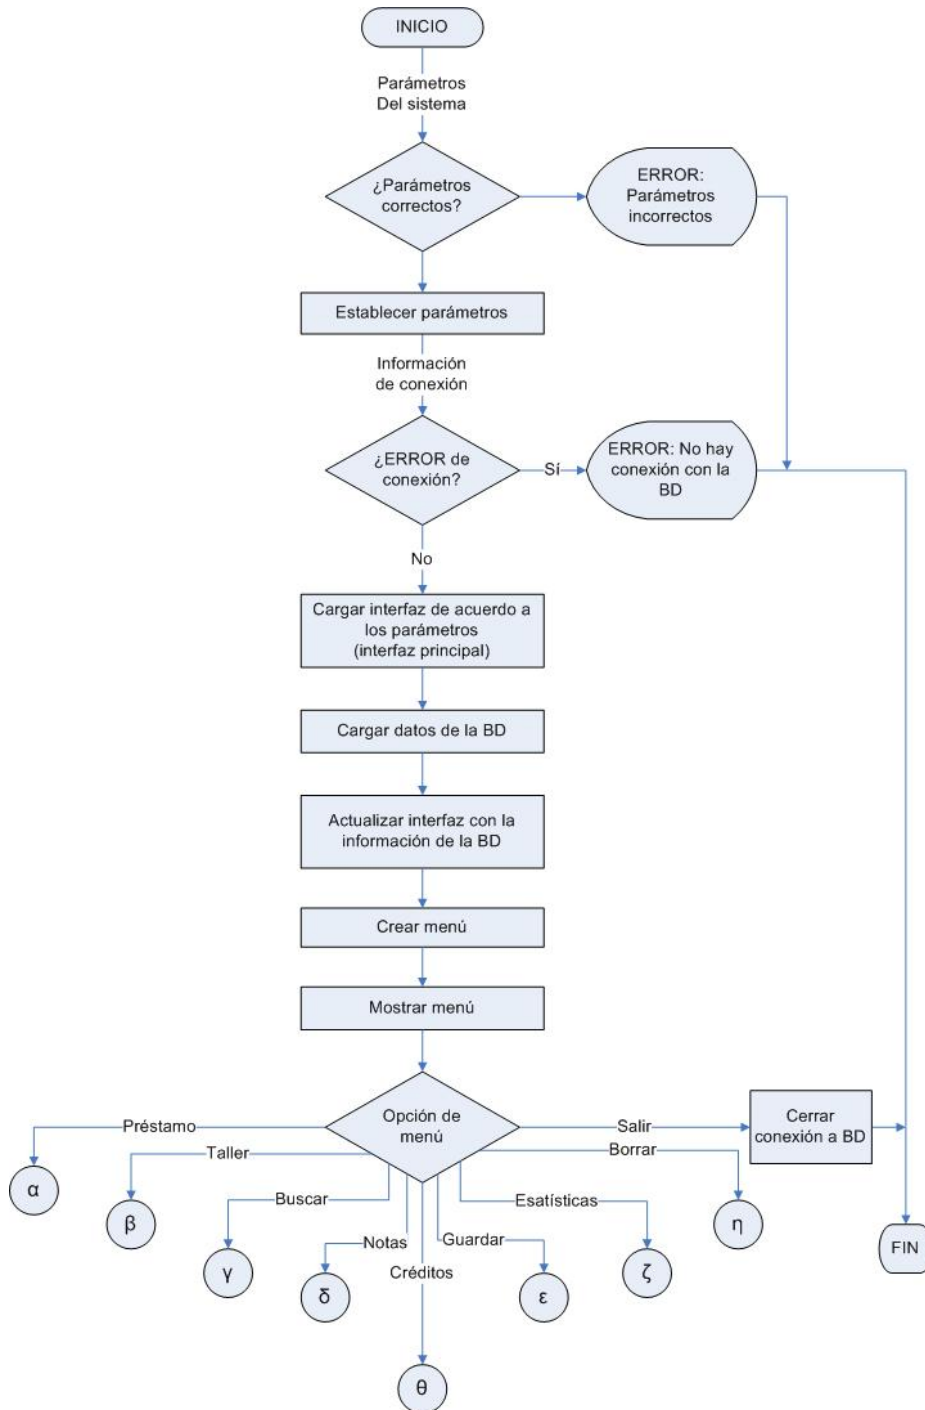 INICIO
Parámetros
Del sistema
¿Parámetros
correctos?
ERROR:
Parámetros
incorrectos
Establecer parámetros
Información
de conexión
¿ERROR de
conexión?
Sí
ERROR: No hay
conexión con la
BD
No
Cargar interfaz de acuerdo a
los parámetros
(interfaz principal)
Cargar datos de la BD
Actualizar interfaz con la
información de la BD
Crear menú
Mostrar menú
Opción de
menú
Préstamo
Salir
Cerrar
conexión a BD
Taller
Borrar
Buscar
Esatísticas
Notas
Guardar
Créditos
α
β
γ
δ
ε
ζ
η
FIN
θ